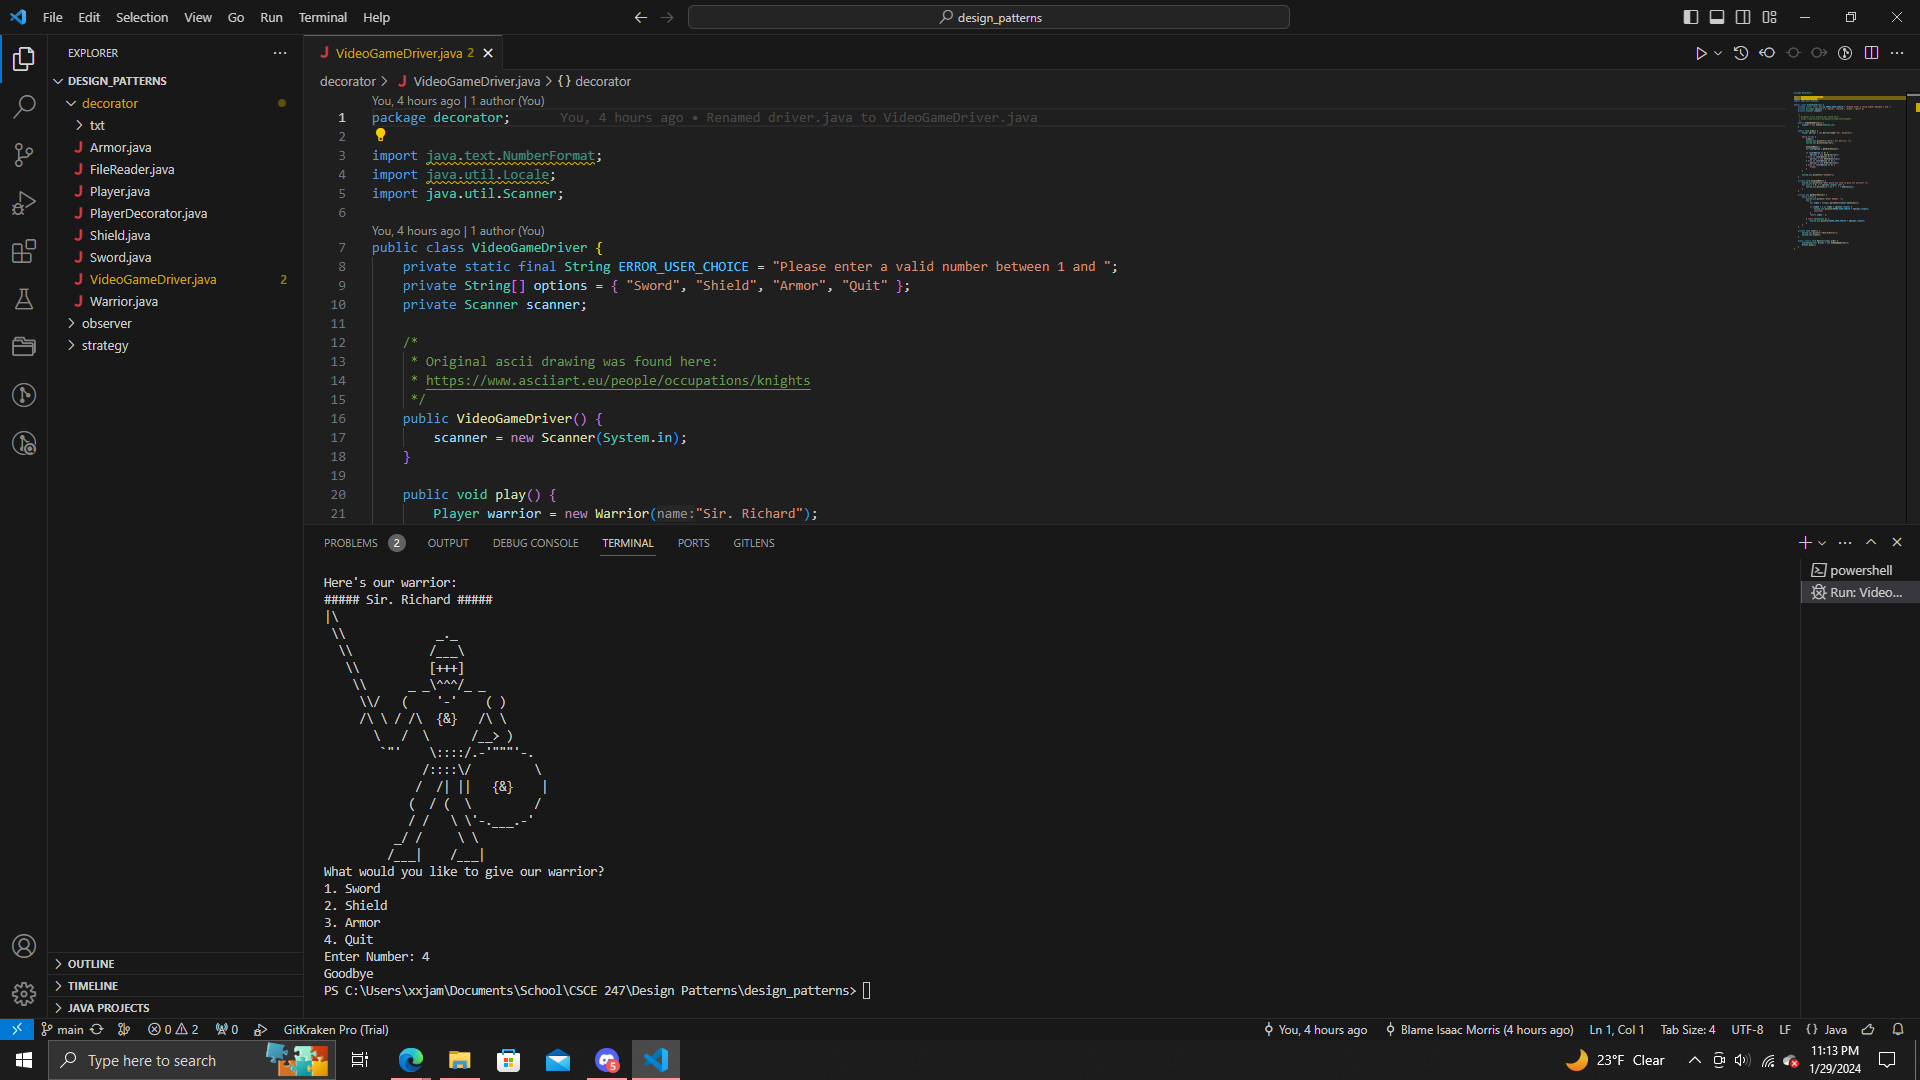 File Edit Selection View Go Run Terminal Help
design_patterns
EXPLORER
DESIGN_PATTERNS
decorator
txt
Armor.java
FileReader.java
Player.java
PlayerDecorator.java
Shield.java
Sword.java
VideoGameDriver.java 2
Warrior.java
observer
strategy
OUTLINE
TIMELINE
JAVA PROJECTS
VideoGameDriver.java 2
decorator > VideoGameDriver.java > {} decorator
You, 4 hours ago | 1 author (You)
1 package decorator; You, 4 hours ago • Renamed driver.java to VideoGameDriver.java
2
3 import java.text.NumberFormat;
4 import java.util.Locale;
5 import java.util.Scanner;
6
You, 4 hours ago | 1 author (You)
7 public class VideoGameDriver {
8     private static final String ERROR_USER_CHOICE = "Please enter a valid number between 1 and ";
9     private String[] options = { "Sword", "Shield", "Armor", "Quit" };
10     private Scanner scanner;
11
12     /*
13      * Original ascii drawing was found here:
14      * https://www.asciiart.eu/people/occupations/knights
15      */
16     public VideoGameDriver() {
17         scanner = new Scanner(System.in);
18     }
19
20     public void play() {
21         Player warrior = new Warrior(name:"Sir. Richard");
PROBLEMS 2 OUTPUT DEBUG CONSOLE TERMINAL PORTS GITLENS
powershell
Run: Video...
Here's our warrior:
##### Sir. Richard #####
|\
 \\             _._
  \\           /___\
   \\          [+++]
    \\      _ _\^^^/_ _
     \\/   (    '-'    ( )
     /\ \ / /\  {&}   /\ \
       \   /  \      /__> )
        `"'    \::::/.-'"""'-.
              /::::\/         \
             /  /| ||   {&}    |
            (  / (  \         /
            / /   \ \'-.___.-'
          _/ /     \ \
         /___|    /___|
What would you like to give our warrior?
1. Sword
2. Shield
3. Armor
4. Quit
Enter Number: 4
Goodbye
PS C:\Users\xxjam\Documents\School\CSCE 247\Design Patterns\design_patterns>
main 0 2 0 GitKraken Pro (Trial) You, 4 hours ago Blame Isaac Morris (4 hours ago) Ln 1, Col 1 Tab Size: 4 UTF-8 LF {} Java
Type here to search 5 23°F Clear 11:13 PM
1/29/2024